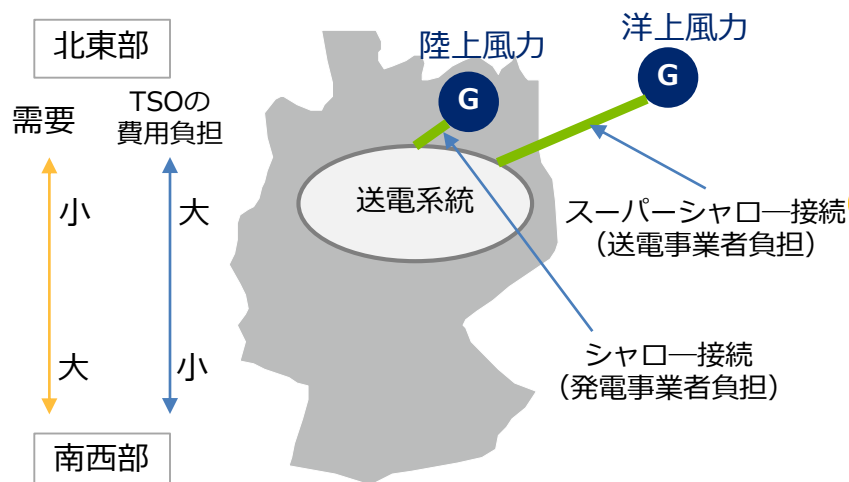 北東部
需要
TSOの
費用負担
小
大
大
小
南西部
陸上風力
洋上風力
G
G
送電系統
スーパーシャロ―接続
(送電事業者負担)
シャロ―接続
(発電事業者負担)